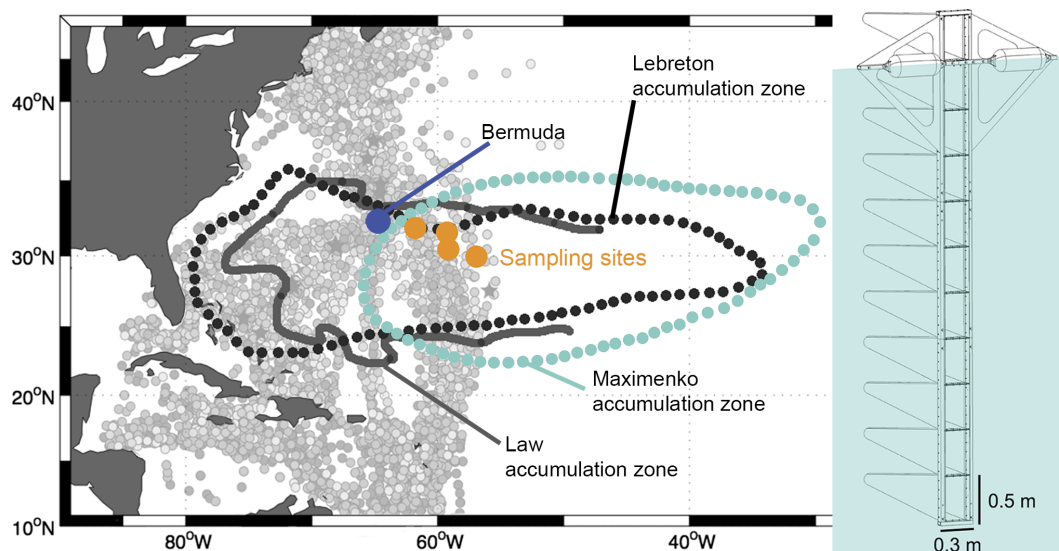 Lebreton
accumulation zone
Bermuda
40°N
30°N
Sampling sites
20°N
Maximenko
accumulation zone
Law
accumulation zone
10°N
80°W
60°W
40°W
0.5 m
0.3 m